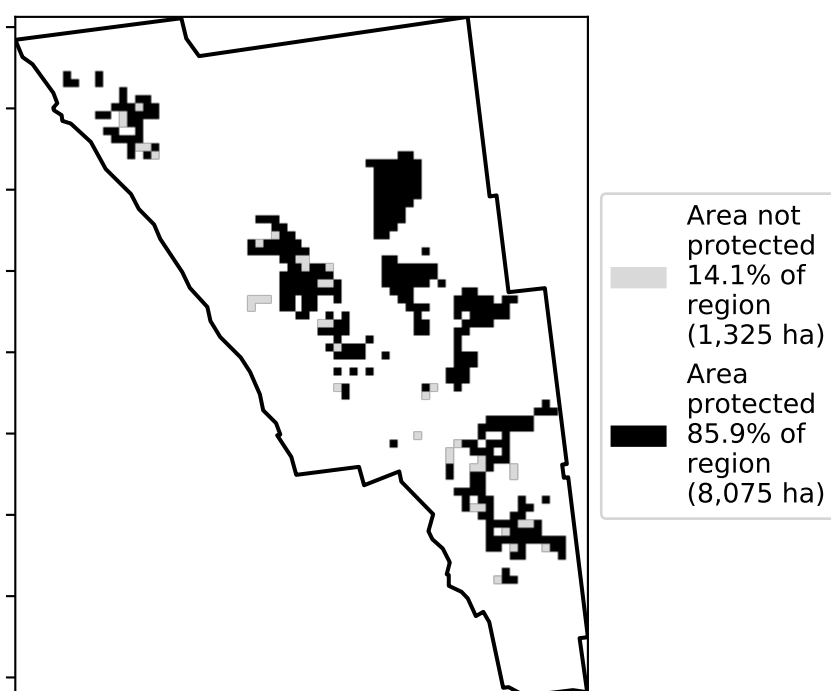 Area not
protected
14.1% of
region
(1,325 ha)
Area
protected
85.9% of
region
(8,075 ha)